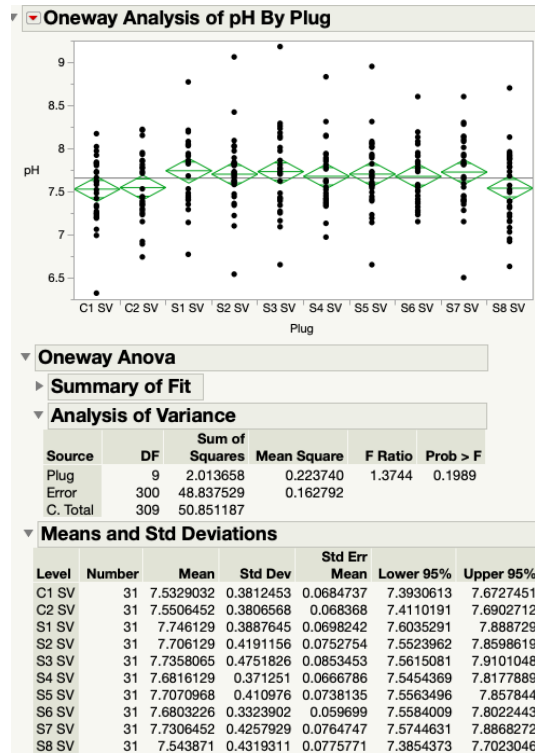 Oneway Analysis of pH By Plug
9
8.5
8
pH
7.5
7
6.5
C1 SV C2 SV S1 SV S2 SV S3 SV S4 SV S5 SV S6 SV S7 SV S8 SV
Plug
Oneway Anova
Summary of Fit
Analysis of Variance
Sum of
Source DF Squares Mean Square F Ratio Prob > F
Plug 9 2.013658 0.223740 1.3744 0.1989
Error 300 48.837529 0.162792
C. Total 309 50.851187
Means and Std Deviations
Std Err
Level Number Mean Std Dev Mean Lower 95% Upper 95%
C1 SV 31 7.5329032 0.3812453 0.0684737 7.3930613 7.6727451
C2 SV 31 7.5506452 0.3806568 0.068368 7.4110191 7.6902712
S1 SV 31 7.746129 0.3887645 0.0698242 7.6035291 7.888729
S2 SV 31 7.706129 0.4191156 0.0752754 7.5523962 7.8598619
S3 SV 31 7.7358065 0.4751826 0.0853453 7.5615081 7.9101048
S4 SV 31 7.6816129 0.371251 0.0666786 7.5454369 7.8177889
S5 SV 31 7.7070968 0.410976 0.0738135 7.5563496 7.857844
S6 SV 31 7.6803226 0.3323902 0.059699 7.5584009 7.8022443
S7 SV 31 7.7306452 0.4257929 0.0764747 7.5744631 7.8868272
S8 SV 31 7.543871 0.4319311 0.0775771 7.3854373 7.7023046